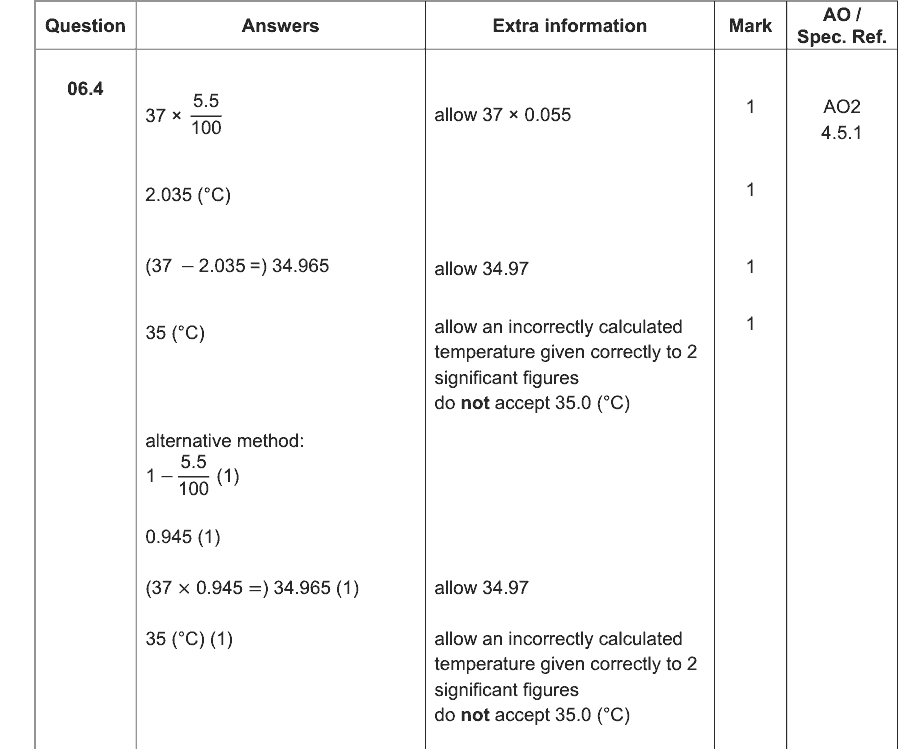 Question Answers Extra information Mark AO / Spec. Ref.
06.4
37 × 5.5/100 allow 37 × 0.055 1 AO2
4.5.1
2.035 (°C) 1
(37 – 2.035 =) 34.965 allow 34.97 1
35 (°C) allow an incorrectly calculated 1
temperature given correctly to 2
significant figures
do not accept 35.0 (°C)
alternative method:
1 – 5.5/100 (1)
0.945 (1)
(37 × 0.945 =) 34.965 (1) allow 34.97
35 (°C) (1) allow an incorrectly calculated
temperature given correctly to 2
significant figures
do not accept 35.0 (°C)